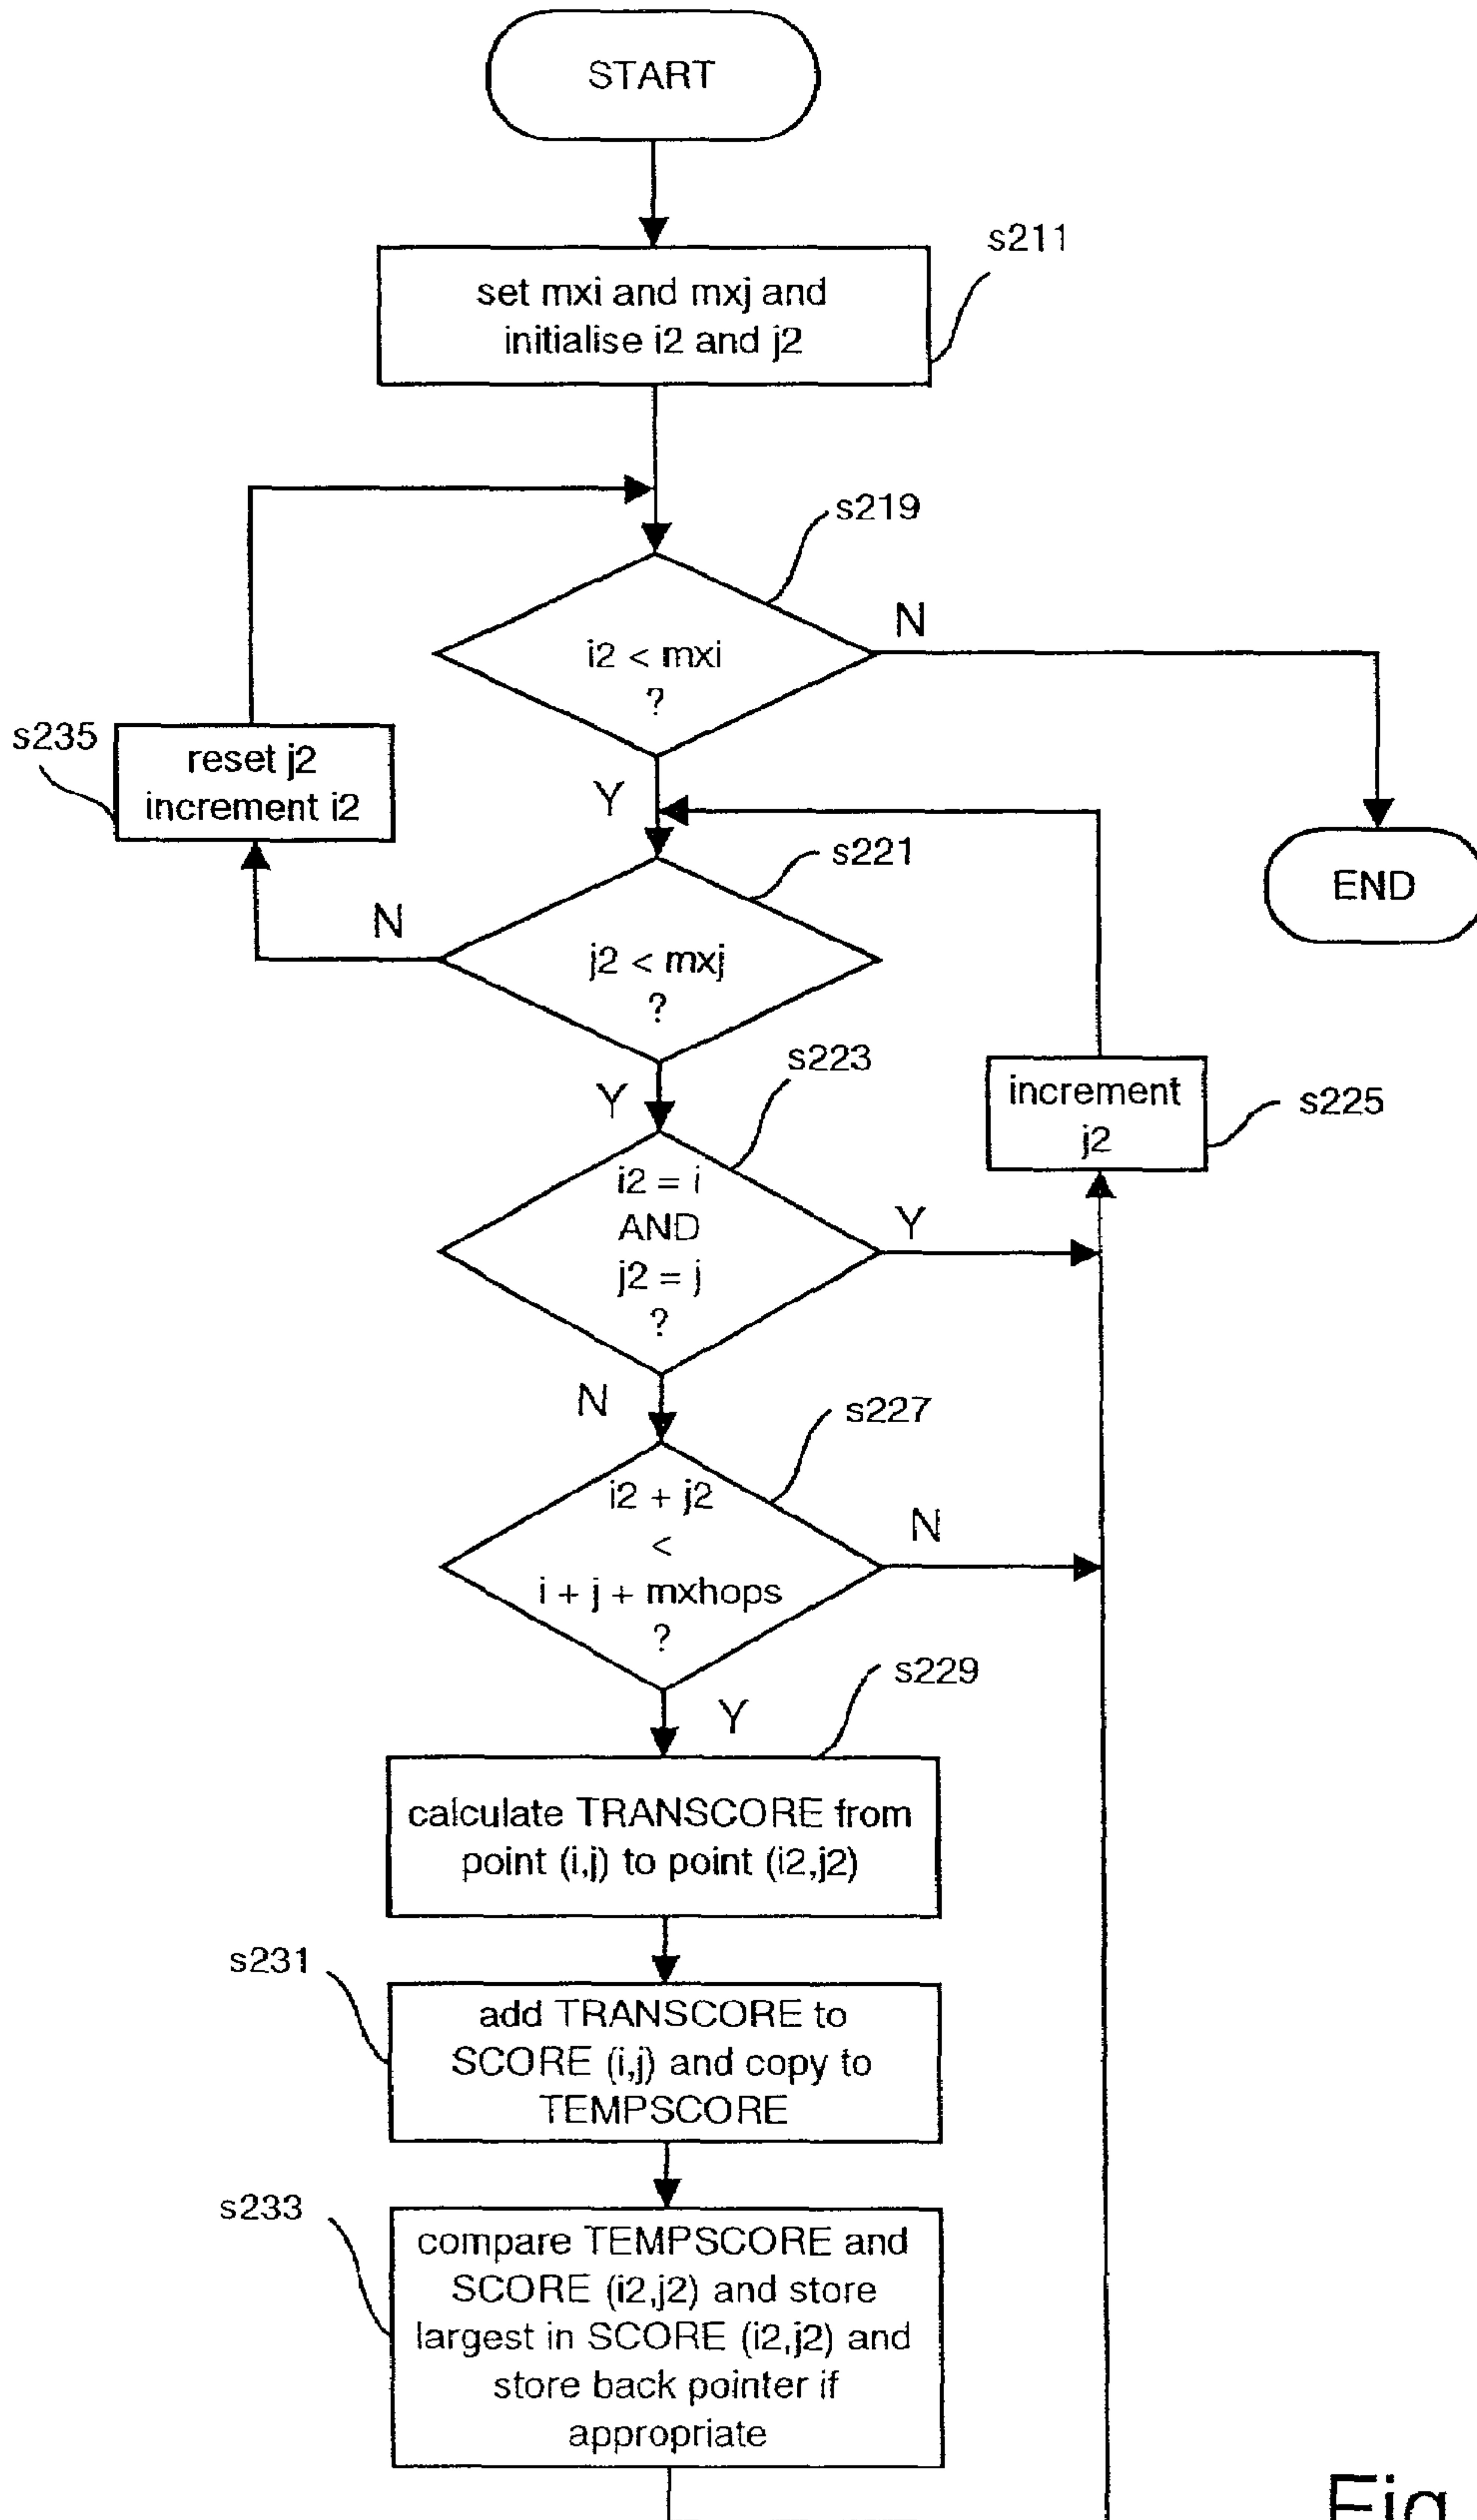 START
s211
set mxi and mxj and
initialise i2 and j2
s219
N
i2 < mxi
?
s235
reset j2
increment i2
Y
s221
END
N
j2 < mxj
?
s223
Y
increment
j2
s225
i2 = i
AND
j2 = j
?
Y
N
s227
i2 + j2
<
i + j + mxhops
?
N
s229
Y
calculate TRANSCORE from
point (i,j) to point (i2,j2)
s231
add TRANSCORE to
SCORE (i,j) and copy to
TEMPSCORE
s233
compare TEMPSCORE and
SCORE (i2,j2) and store
largest in SCORE (i2,j2) and
store back pointer if
appropriate
Fig